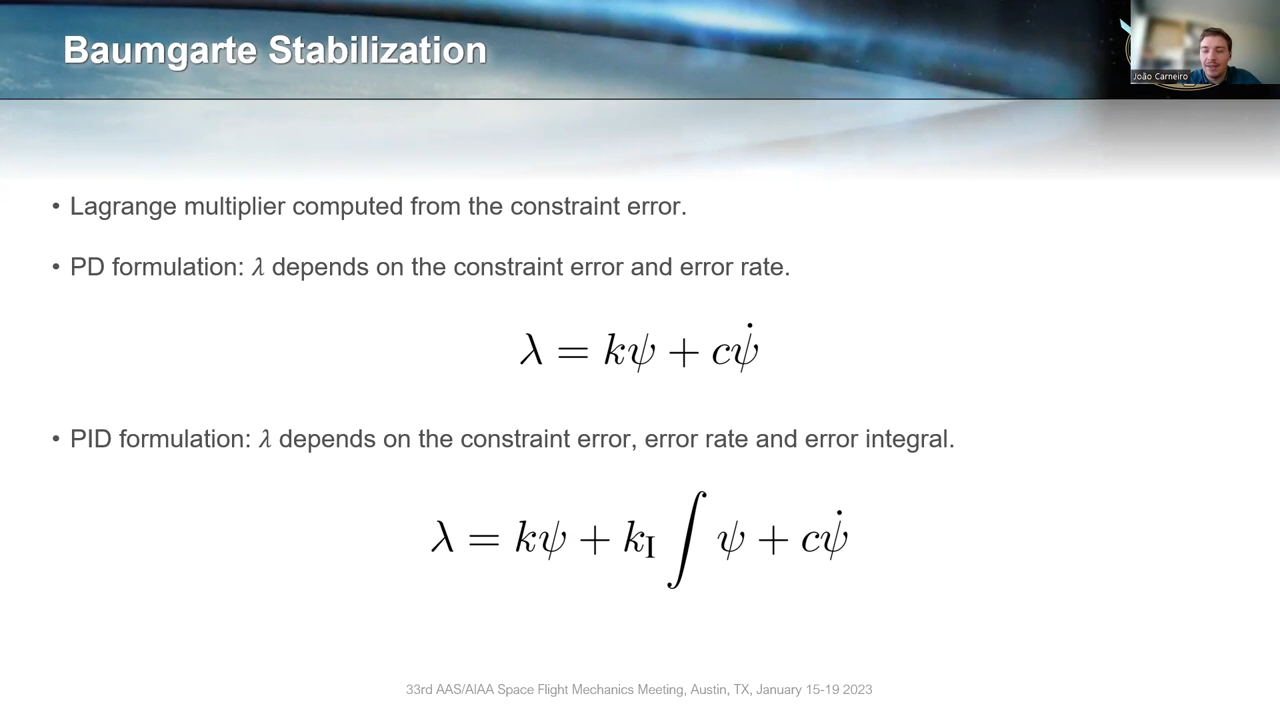 Baumgarte Stabilization
João Carneiro
• Lagrange multiplier computed from the constraint error.
• PD formulation: λ depends on the constraint error and error rate.
λ = kψ + cψ̇
• PID formulation: λ depends on the constraint error, error rate and error integral.
λ = kψ + k_I ∫ ψ + cψ̇
33rd AAS/AIAA Space Flight Mechanics Meeting, Austin, TX, January 15-19 2023